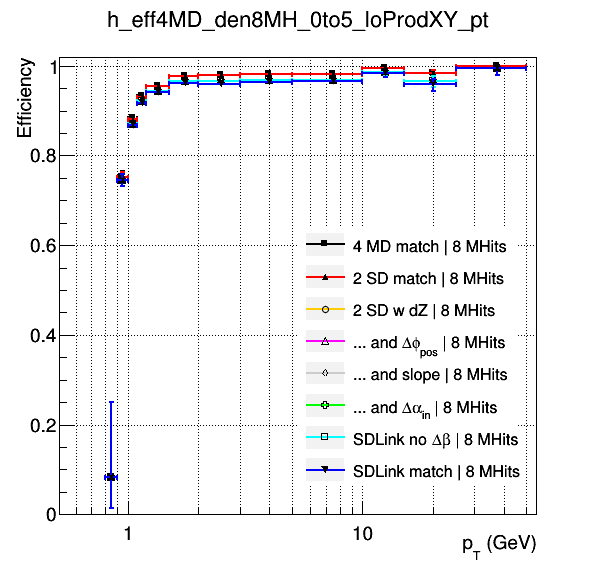 h_eff4MD_den8MH_0to5_loProdXY_pt
Efficiency
1
0.8
0.6
0.4
0.2
0
4 MD match | 8 MHits
2 SD match | 8 MHits
2 SD w dZ | 8 MHits
... and Δϕpos | 8 MHits
... and slope | 8 MHits
... and Δαin | 8 MHits
SDLink no Δβ | 8 MHits
SDLink match | 8 MHits
1 10
pT (GeV)